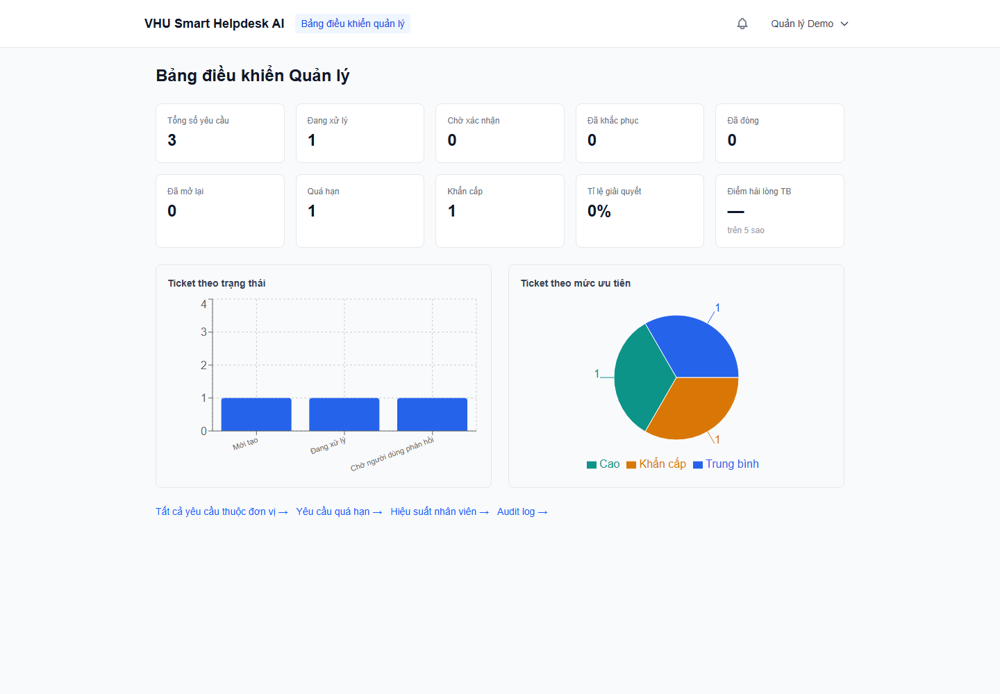 VHU Smart Helpdesk AI
Bảng điều khiển quản lý
Quản lý Demo
Bảng điều khiển Quản lý
Tổng số yêu cầu
3
Đang xử lý
1
Chờ xác nhận
0
Đã khắc phục
0
Đã đóng
0
Đã mở lại
0
Quá hạn
1
Khẩn cấp
1
Tỉ lệ giải quyết
0%
Điểm hài lòng TB
—
trên 5 sao
Ticket theo trạng thái
4
3
2
1
0
Mới tạo
Đang xử lý
Chờ người dùng phản hồi
Ticket theo mức ưu tiên
1
1
1
Cao
Khẩn cấp
Trung bình
Tất cả yêu cầu thuộc đơn vị →
Yêu cầu quá hạn →
Hiệu suất nhân viên →
Audit log →